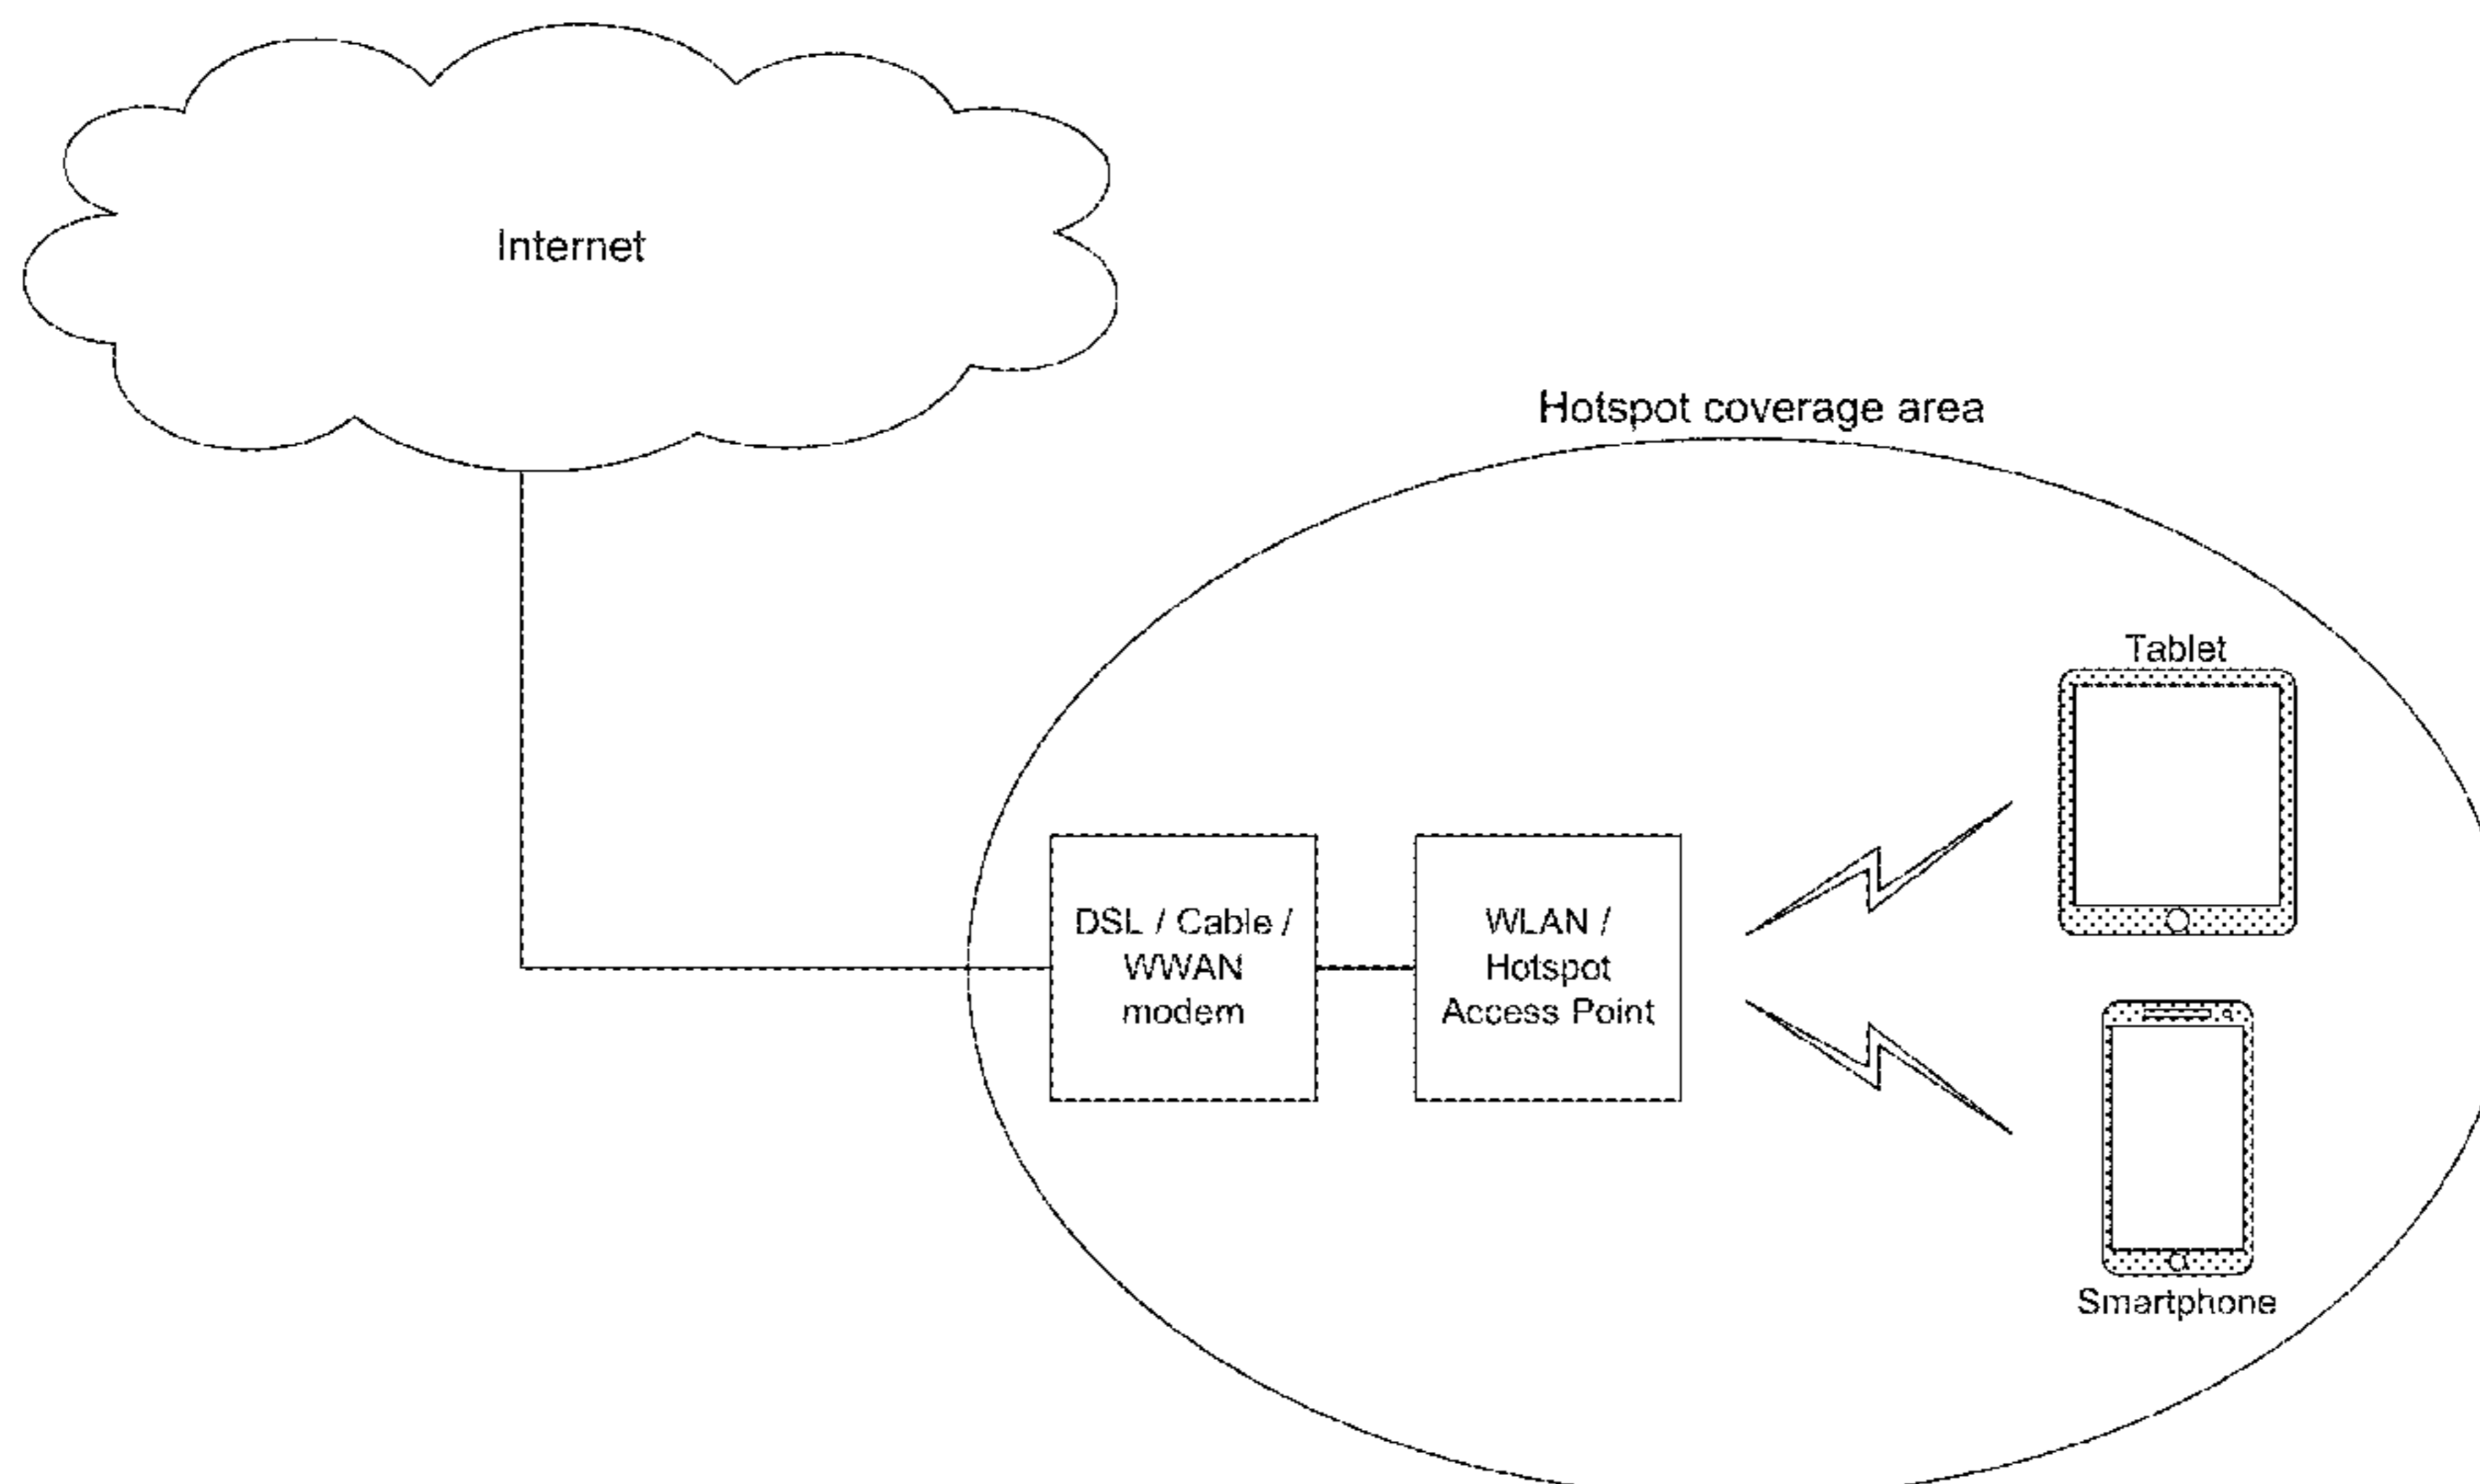 Internet
Hotspot coverage area
Tablet
DSL / Cable /
WWAN
modem
WLAN /
Hotspot
Access Point
Smartphone